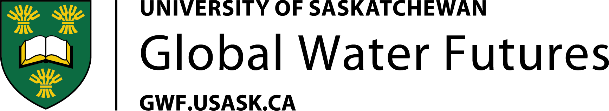 UNIVERSITY OF SASKATCHEWAN
Global Water Futures
GWF.USASK.CA